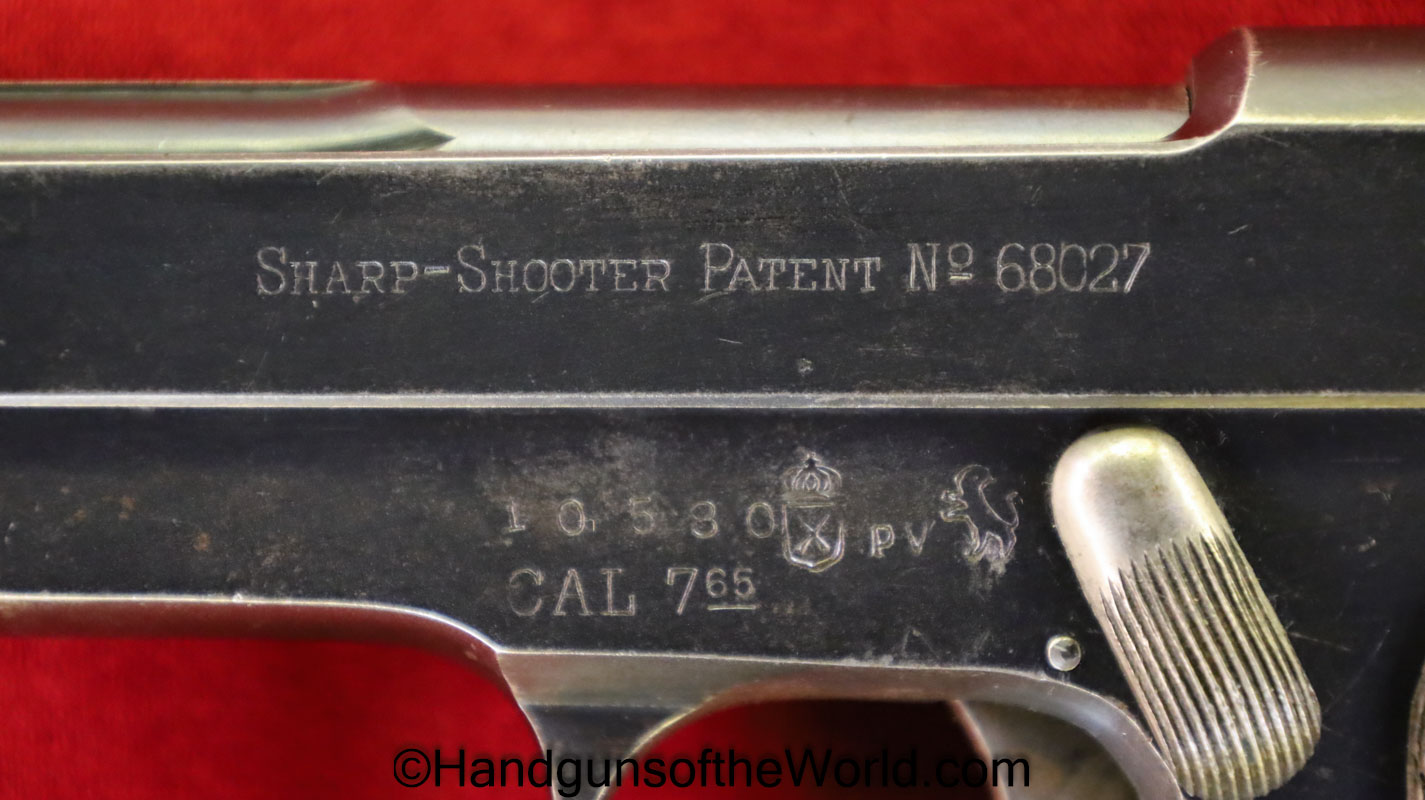 SHARP-SHOOTER PATENT Nº 68027
10530 PV
CAL 7⁶⁵
©HandgunsoftheWorld.com